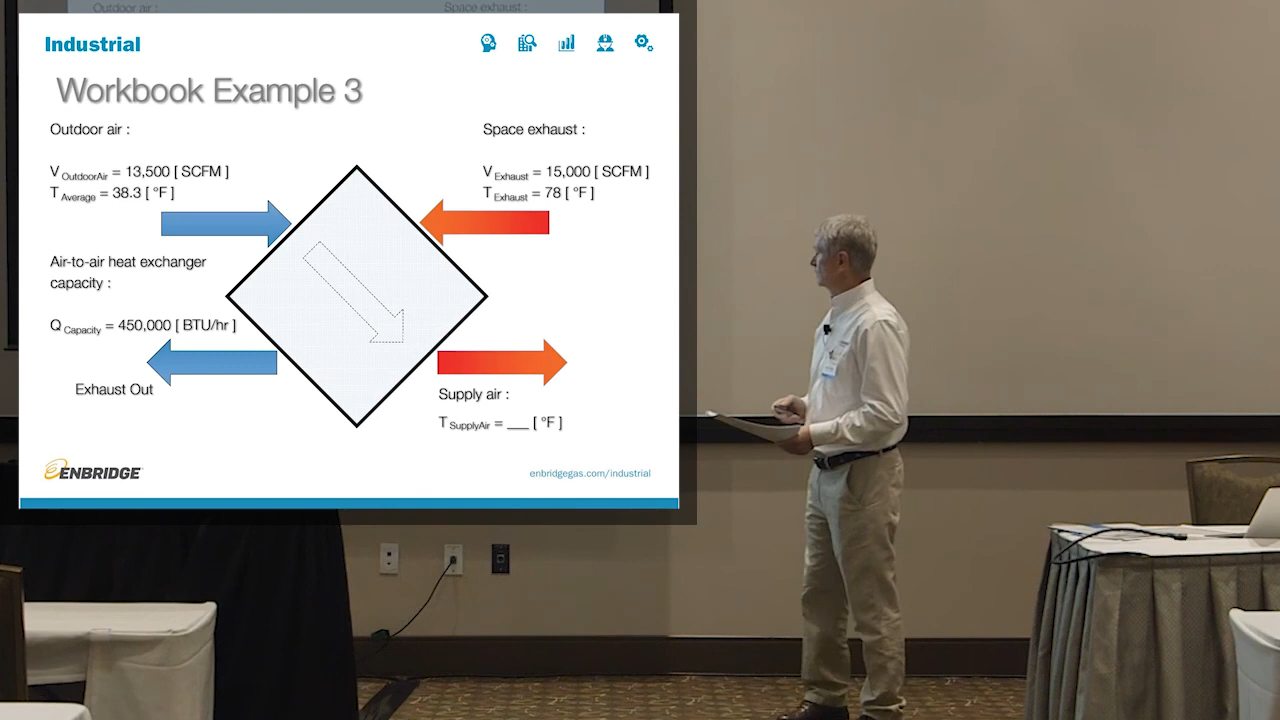 Outdoor air :
Space exhaust :
Industrial
Workbook Example 3
Outdoor air :
V OutdoorAir = 13,500 [ SCFM ]
T Average = 38.3 [ °F ]
Space exhaust :
V Exhaust = 15,000 [ SCFM ]
T Exhaust = 78 [ °F ]
Air-to-air heat exchanger
capacity :
Q Capacity = 450,000 [ BTU/hr ]
Exhaust Out
Supply air :
T SupplyAir = ___ [ °F ]
ENBRIDGE
enbridgegas.com/industrial